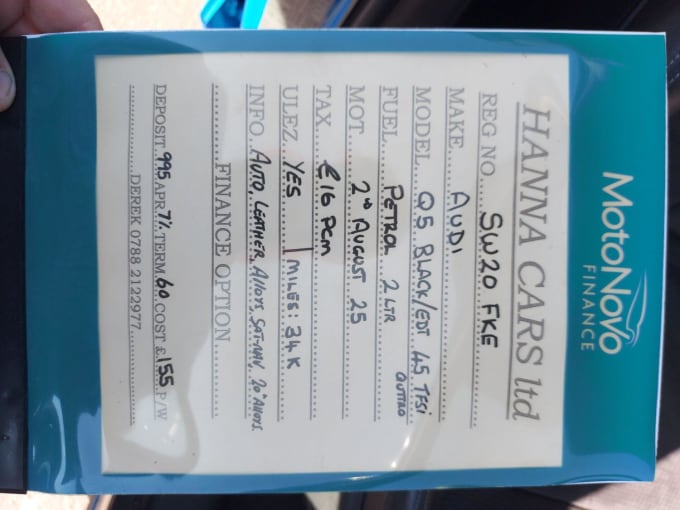 MotoNovo
FINANCE
HANNA CARS ltd
REG NO....SW20 FKE
MAKE....AUDI
MODEL...Q5 BLACK/EDT 45 TFSi
QUTTRO
FUEL....PETROL 2 LTR
MOT....2ND AUGUST 25
TAX....£16 PCM
ULEZ...YES | MILES: 34K
INFO...AUTO, LEATHER, ALLOYS, SAT-NAV, 20" ALLOYS.
FINANCE OPTION
DEPOSIT 995 APR 7% TERM 60 COST £155 P/W
DEREK 0788 2122977